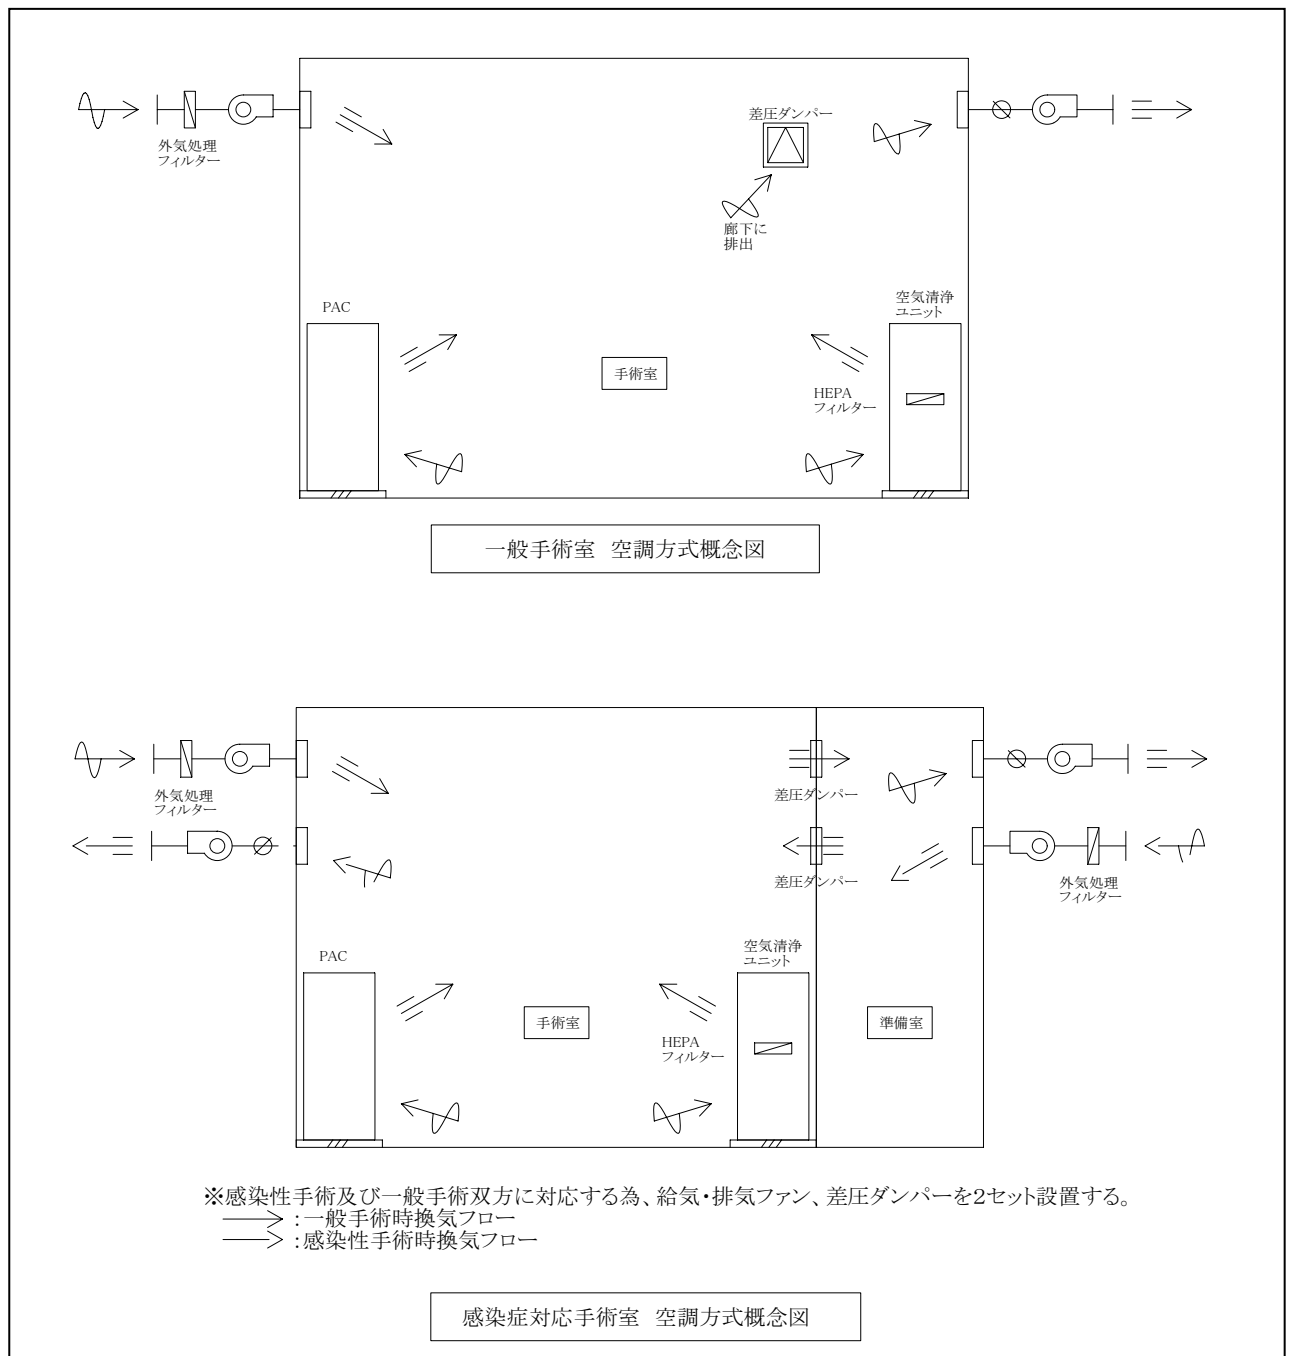 外気処理
フィルター
差圧ダンパー
廊下に
排出
PAC
空気清浄
ユニット
手術室
HEPA
フィルター
一般手術室 空調方式概念図
外気処理
フィルター
差圧ダンパー
差圧ダンパー
外気処理
フィルター
PAC
空気清浄
ユニット
手術室
準備室
HEPA
フィルター
※感染性手術及び一般手術双方に対応する為、給気・排気ファン、差圧ダンパーを2セット設置する。
:一般手術時換気フロー
:感染性手術時換気フロー
感染症対応手術室 空調方式概念図